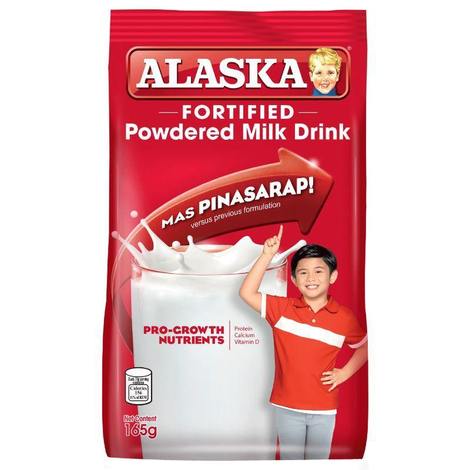 ALASKA
FORTIFIED
Powdered Milk Drink
MAS PINASARAP!
versus previous formulation
PRO-GROWTH
NUTRIENTS
Protein
Calcium
Vitamin D
Calories
Net Content
165g